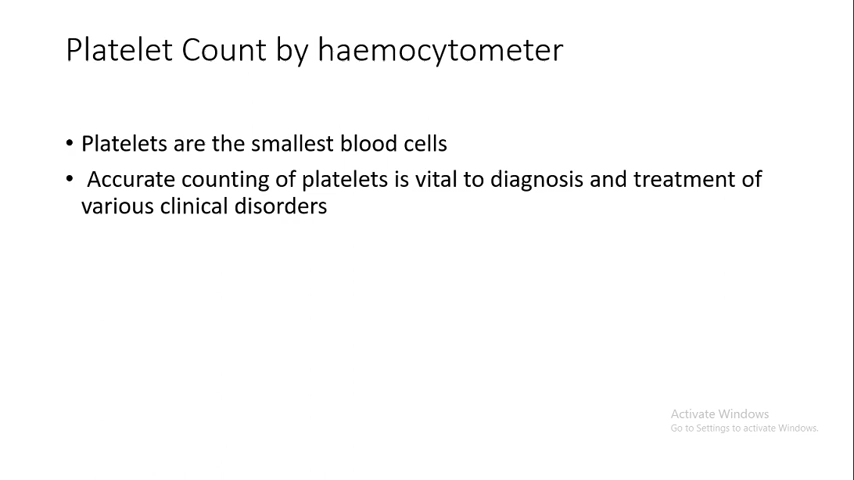 Platelet Count by haemocytometer
• Platelets are the smallest blood cells
• Accurate counting of platelets is vital to diagnosis and treatment of
various clinical disorders
Activate Windows
Go to Settings to activate Windows.